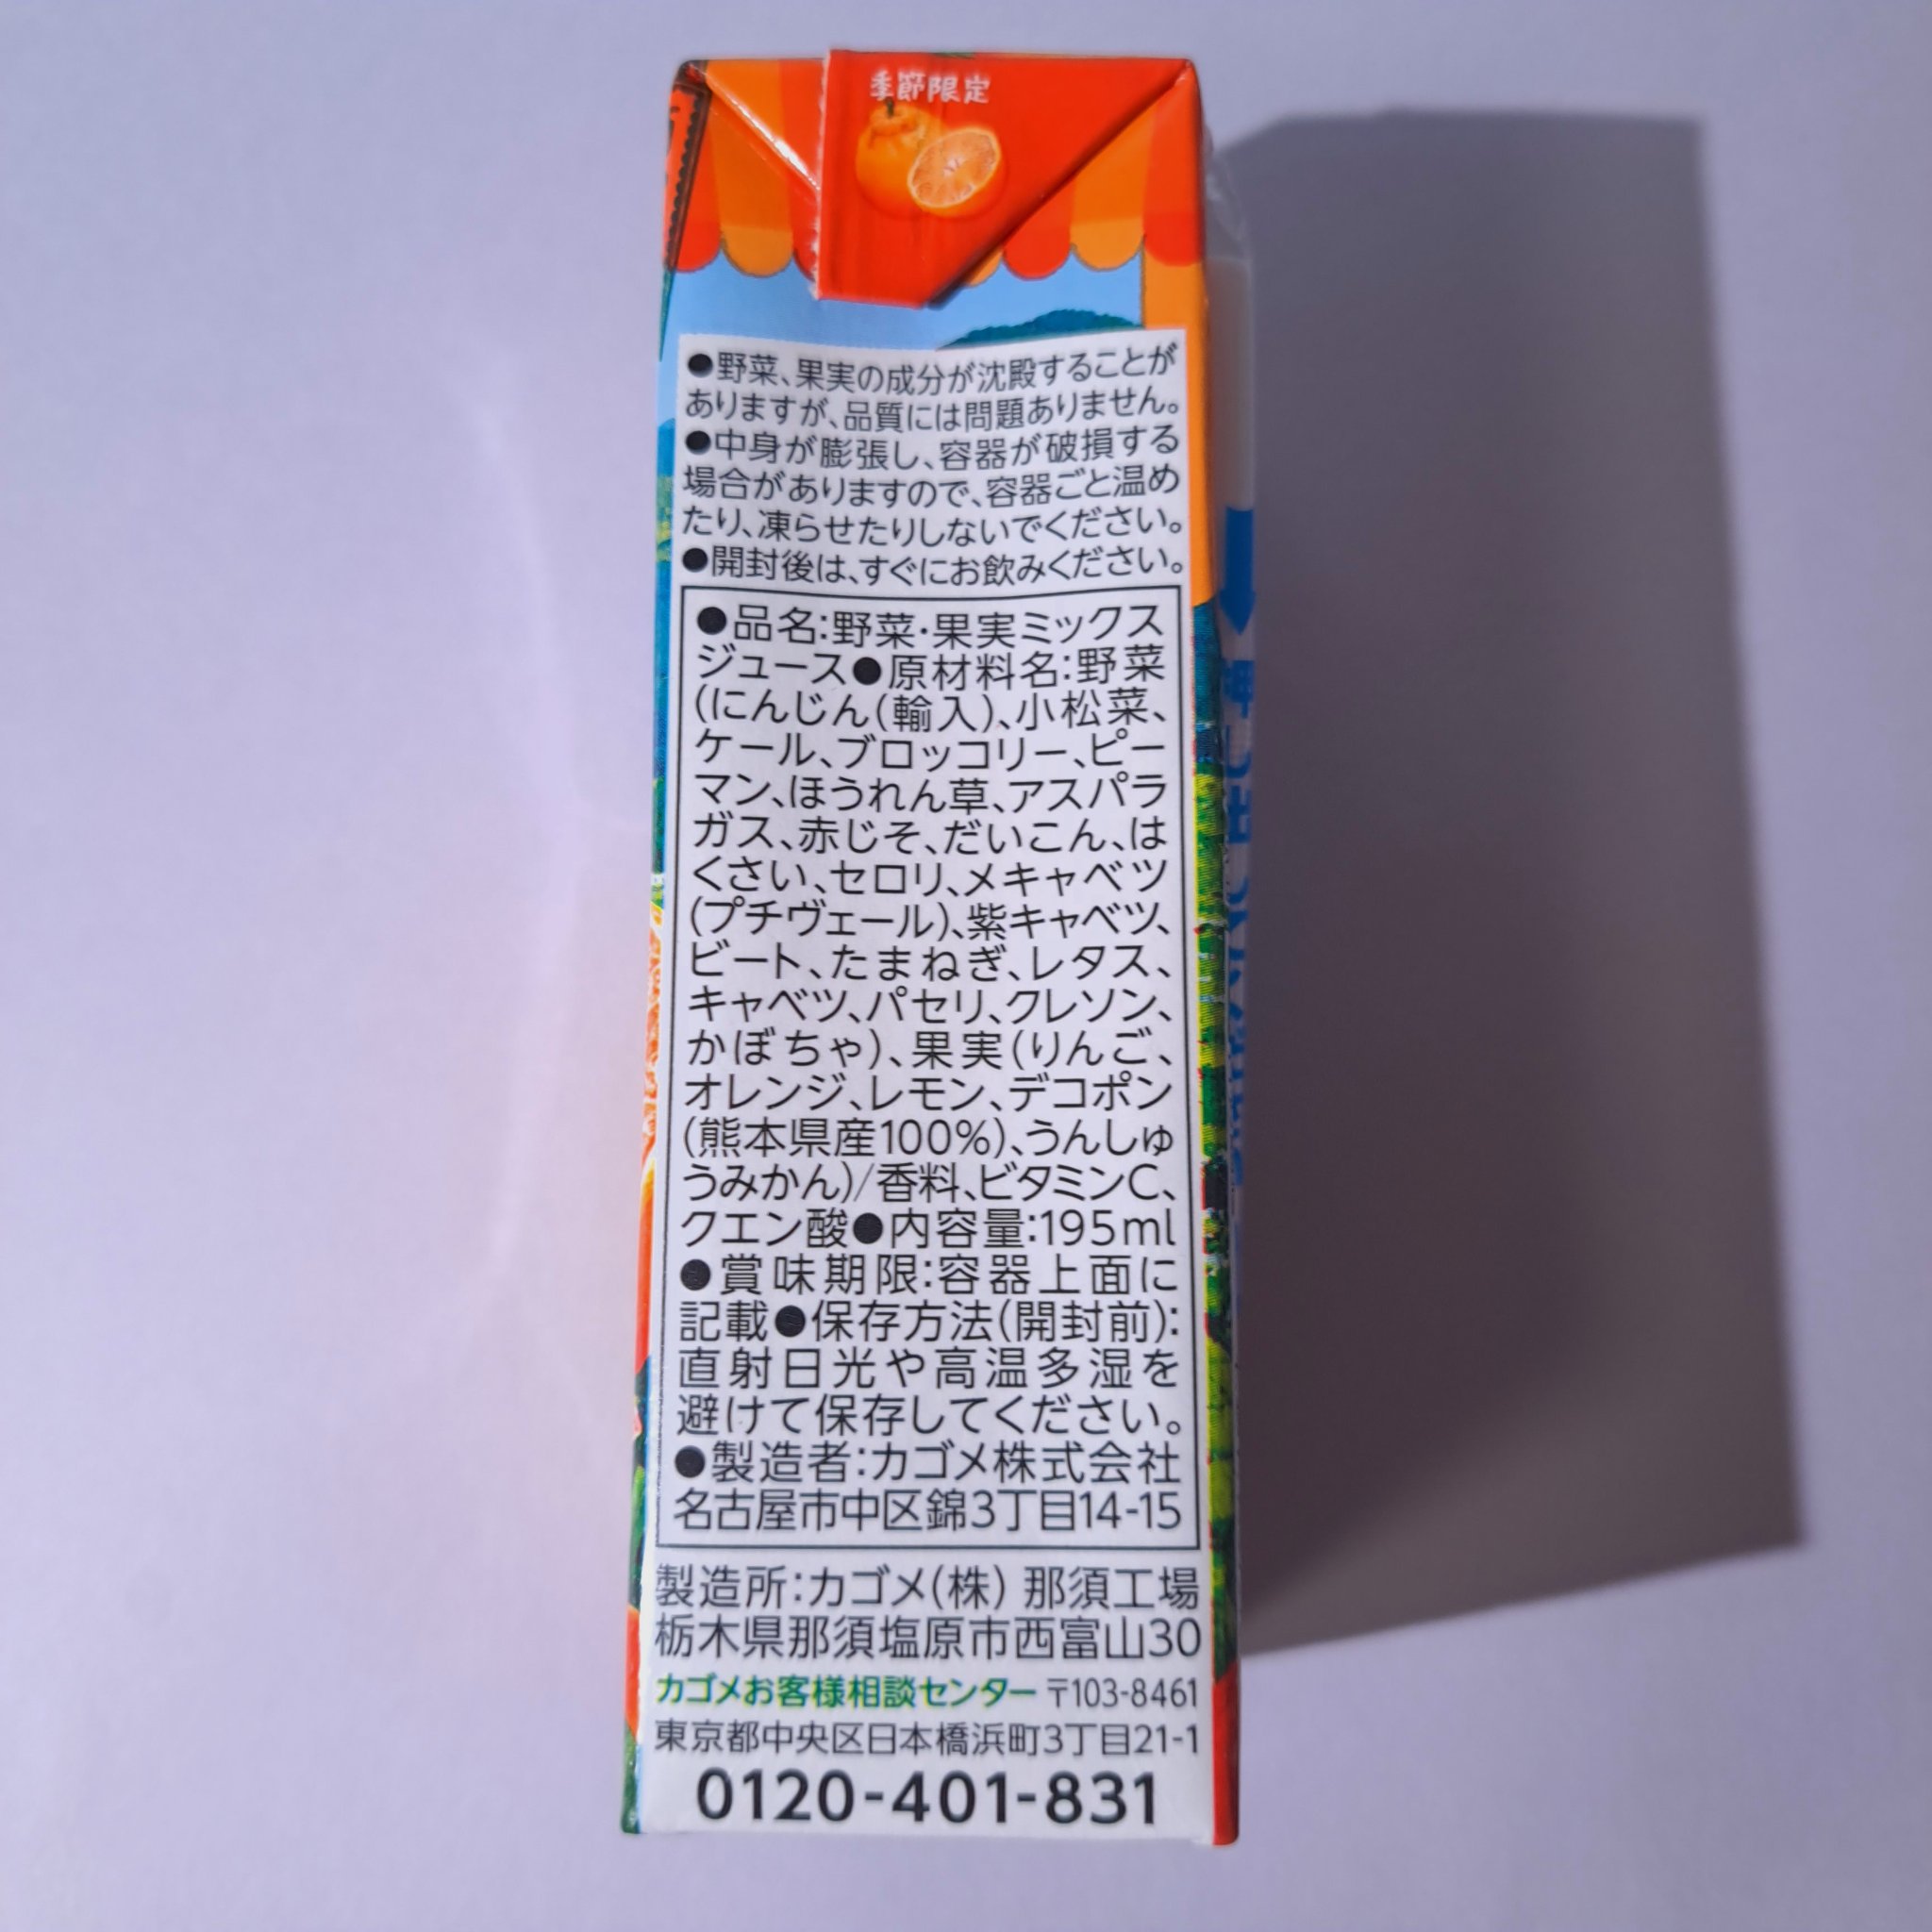 季節限定
●野菜、果実の成分が沈殿することが
ありますが、品質には問題ありません。
●中身が膨張し、容器が破損する
場合がありますので、容器ごと温め
たり、凍らせたりしないでください。
●開封後は、すぐにお飲みください。
●品名:野菜・果実ミックス
ジュース●原材料名:野菜
(にんじん(輸入)、小松菜、
ケール、ブロッコリー、ピー
マン、ほうれん草、アスパラ
ガス、赤じそ、だいこん、は
くさい、セロリ、メキャベツ
(プチヴェール)、紫キャベツ、
ビート、たまねぎ、レタス、
キャベツ、パセリ、クレソン、
かぼちゃ)、果実(りんご、
オレンジ、レモン、デコポン
(熊本県産100%)、うんしゅ
うみかん)/香料、ビタミンC、
クエン酸●内容量:195ml
●賞味期限:容器上面に
記載●保存方法(開封前):
直射日光や高温多湿を
避けて保存してください。
●製造者:カゴメ株式会社
名古屋市中区錦3丁目14-15
製造所:カゴメ(株) 那須工場
栃木県那須塩原市西富山30
カゴメお客様相談センター 〒103-8461
東京都中央区日本橋浜町3丁目21-1
0120-401-831